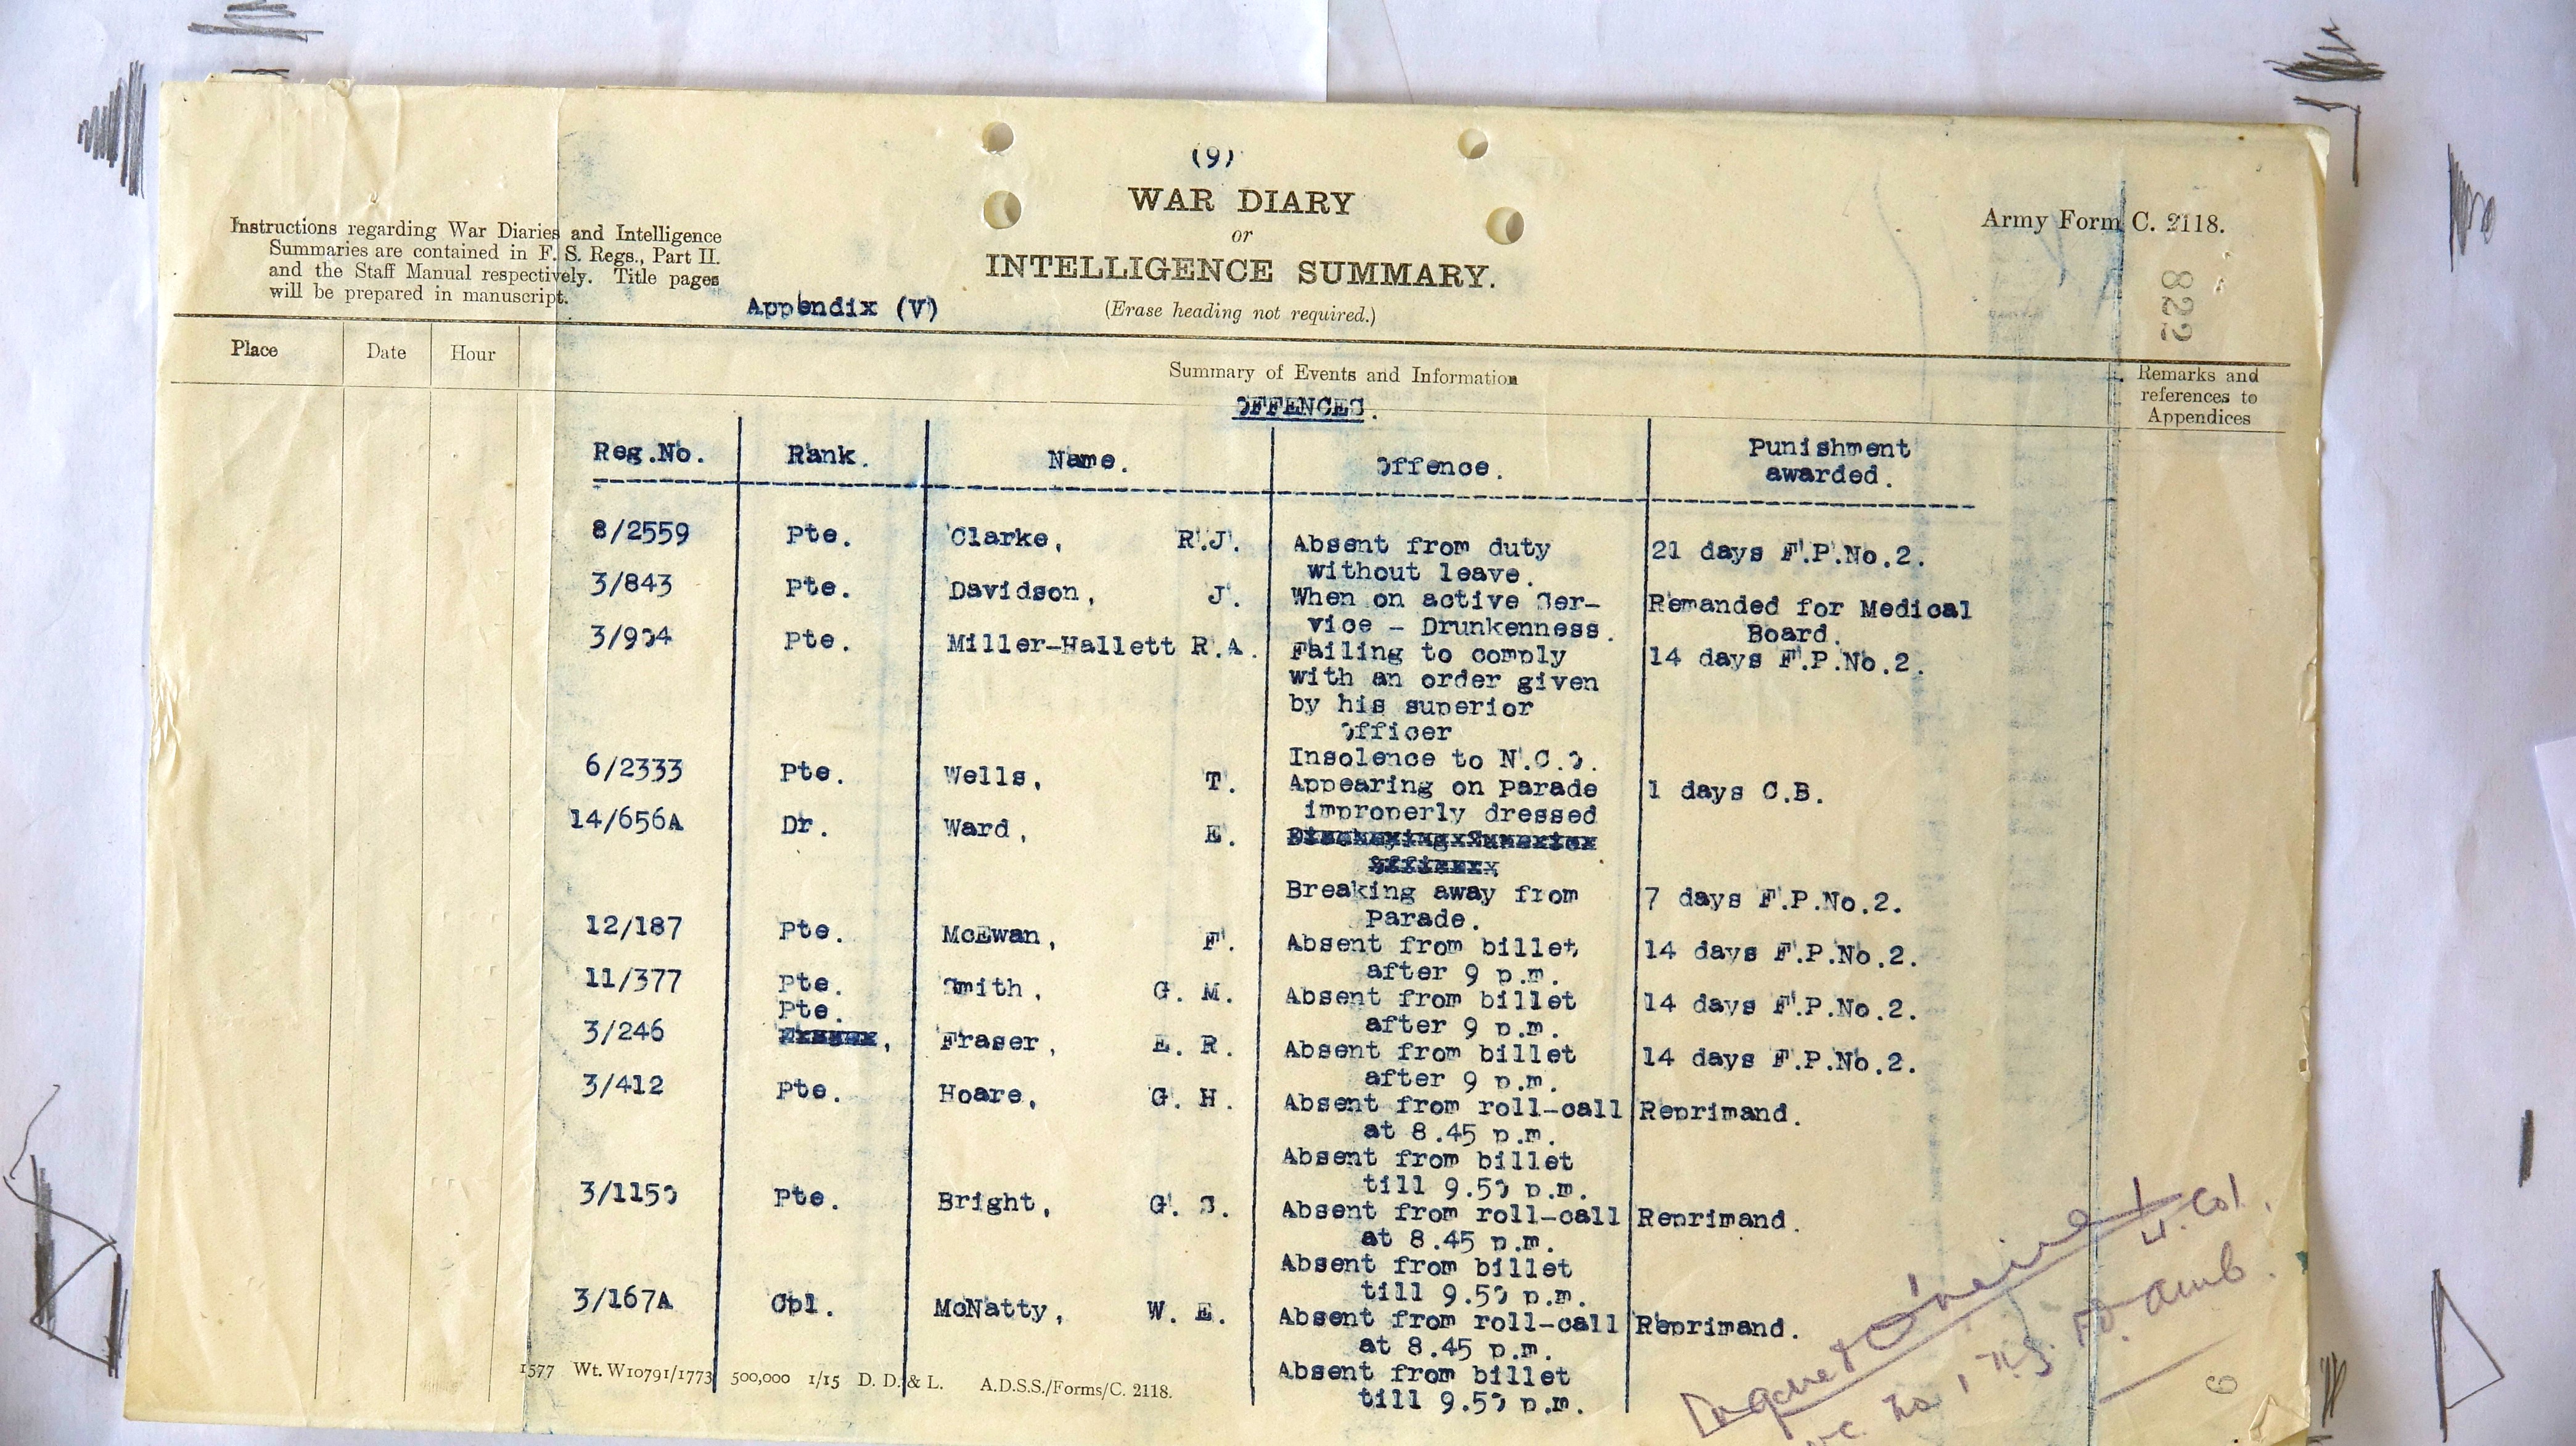 (9)
WAR DIARY
or
INTELLIGENCE SUMMARY.
(Erase heading not required.)
Army Form C. 2118.
822
Instructions regarding War Diaries and Intelligence
Summaries are contained in F. S. Regs., Part II.
and the Staff Manual respectively. Title pages
will be prepared in manuscript.
Appendix (V)
Place Date Hour Summary of Events and Information Remarks and
references to
Appendices
OFFENCES.
Reg.No. Rank. Name. Offence. Punishment
awarded.
8/2559 Pte. Clarke, R.J. Absent from duty 21 days F.P.No.2.
without leave.
3/843 Pte. Davidson, J. When on active Ser- Remanded for Medical
vice - Drunkenness. Board.
3/904 Pte. Miller-Hallett R.A. Failing to comply 14 days F.P.No.2.
with an order given
by his superior
Officer
Insolence to N.C.O.
6/2333 Pte. Wells, T. Appearing on Parade 1 days C.B.
improperly dressed
14/656A Dr. Ward, E.
Breaking away from 7 days F.P.No.2.
Parade.
12/187 Pte. McEwan, F. Absent from billet 14 days F.P.No.2.
after 9 p.m.
11/377 Pte. Smith, G. M. Absent from billet 14 days F.P.No.2.
after 9 p.m.
Pte.
3/246 Fraser, E. R. Absent from billet 14 days F.P.No.2.
after 9 p.m.
3/412 Pte. Hoare, G. H. Absent from roll-call Reprimand.
at 8.45 p.m.
Absent from billet
till 9.50 p.m.
3/1150 Pte. Bright, G. S. Absent from roll-call Reprimand.
at 8.45 p.m.
Absent from billet
till 9.50 p.m.
3/167A Cpl. McNatty, W. E. Absent from roll-call Reprimand.
at 8.45 p.m.
Absent from billet
till 9.50 p.m.
Lt. Col.
No 1 N.Z. Fd. Amb.
1577 Wt. W10791/1773 500,000 1/15 D. D. & L. A.D.S.S./Forms/C. 2118.